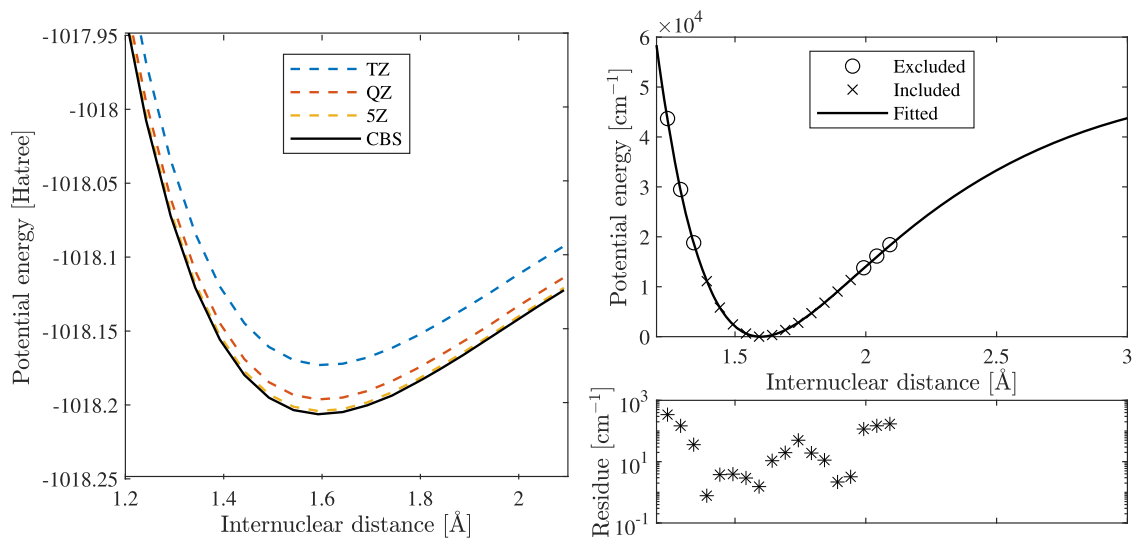 Potential energy [Hatree]
-1017.95
-1018
-1018.05
-1018.1
-1018.15
-1018.2
-1018.25
TZ
QZ
5Z
CBS
1.2 1.4 1.6 1.8 2
Internuclear distance [Å]
×10⁴
Potential energy [cm⁻¹]
6
5
4
3
2
1
0
Excluded
Included
Fitted
1.5 2 2.5 3
Internuclear distance [Å]
Residue [cm⁻¹]
10³
10¹
10⁻¹